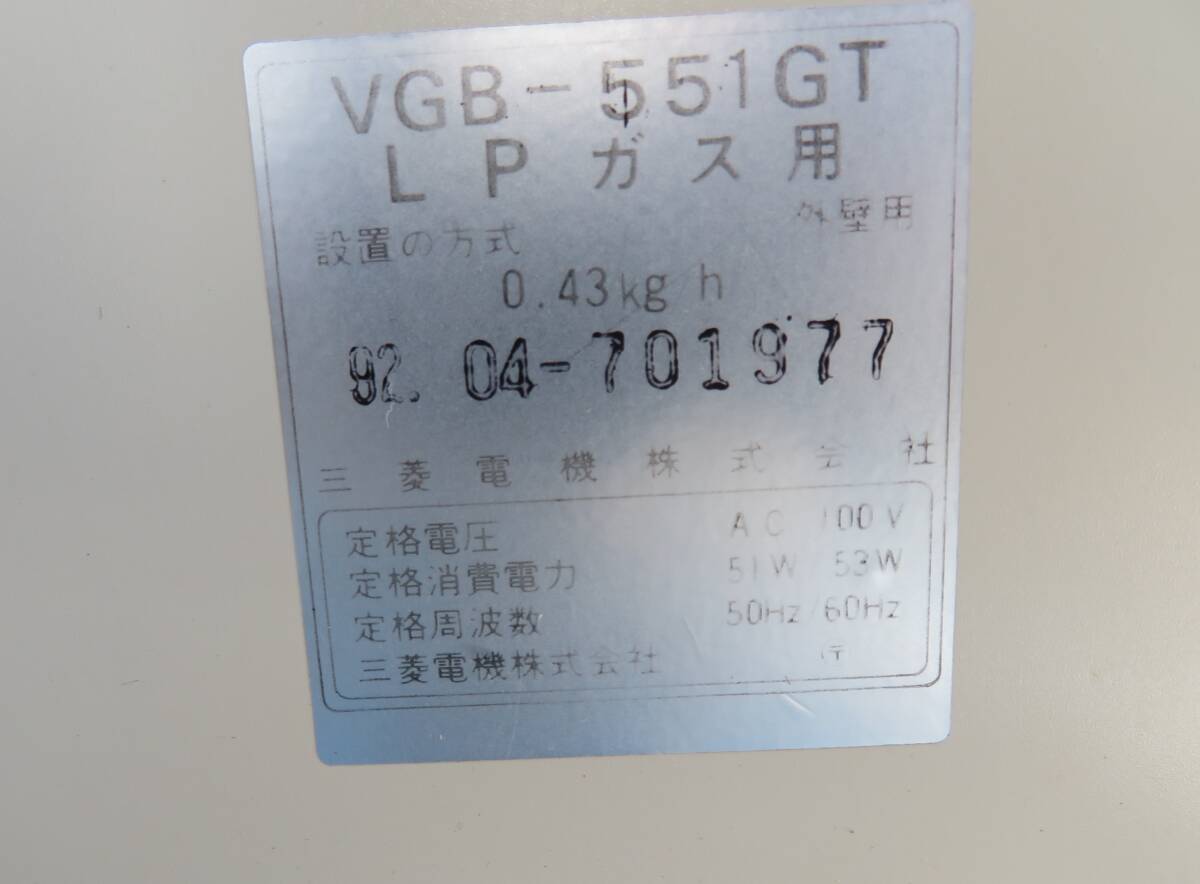 VGB-551GT
LPガス用
設置の方式 外壁用
0.43kg h
92. 04-701977
三菱電機株式会社
定格電圧 AC 100V
定格消費電力 51W 53W
定格周波数 50Hz/60Hz
三菱電機株式会社